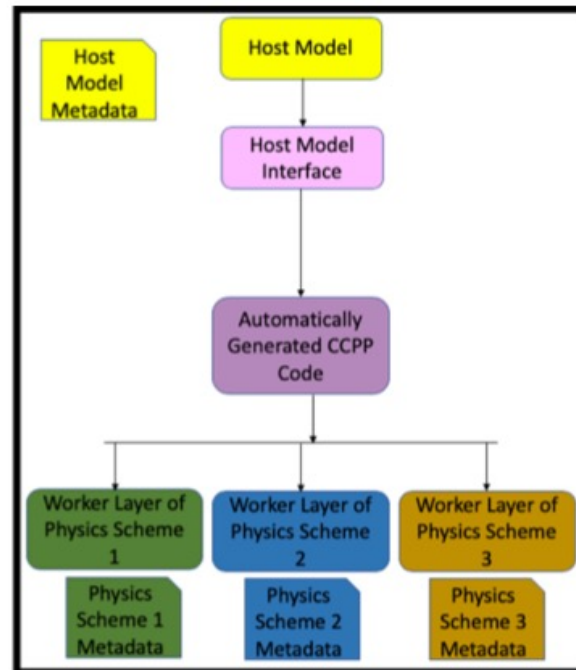 Host
Model
Metadata
Host Model
Host Model
Interface
Automatically
Generated CCPP
Code
Worker Layer of
Physics Scheme
1
Worker Layer of
Physics Scheme
2
Worker Layer of
Physics Scheme
3
Physics
Scheme 1
Metadata
Physics
Scheme 2
Metadata
Physics
Scheme 3
Metadata